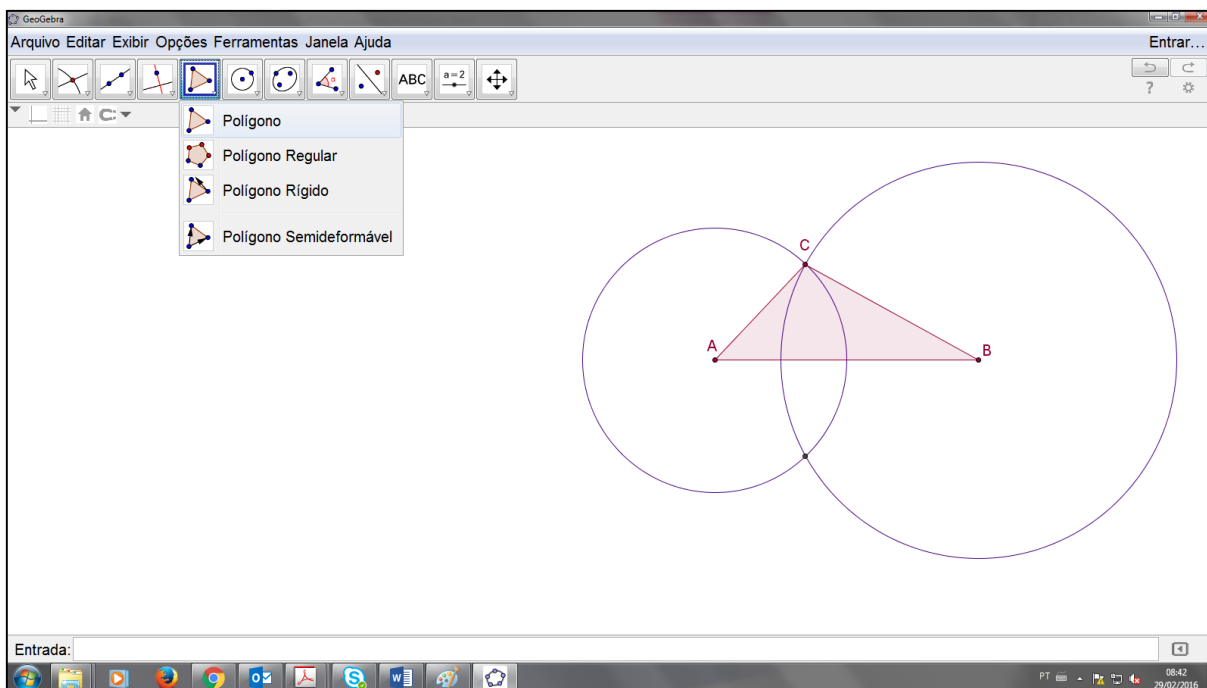 GeoGebra
Arquivo Editar Exibir Opções Ferramentas Janela Ajuda Entrar...
ABC a=2
?
Polígono
Polígono Regular
Polígono Rígido
Polígono Semideformável
C
A
B
Entrada:
PT 08:42
29/02/2016